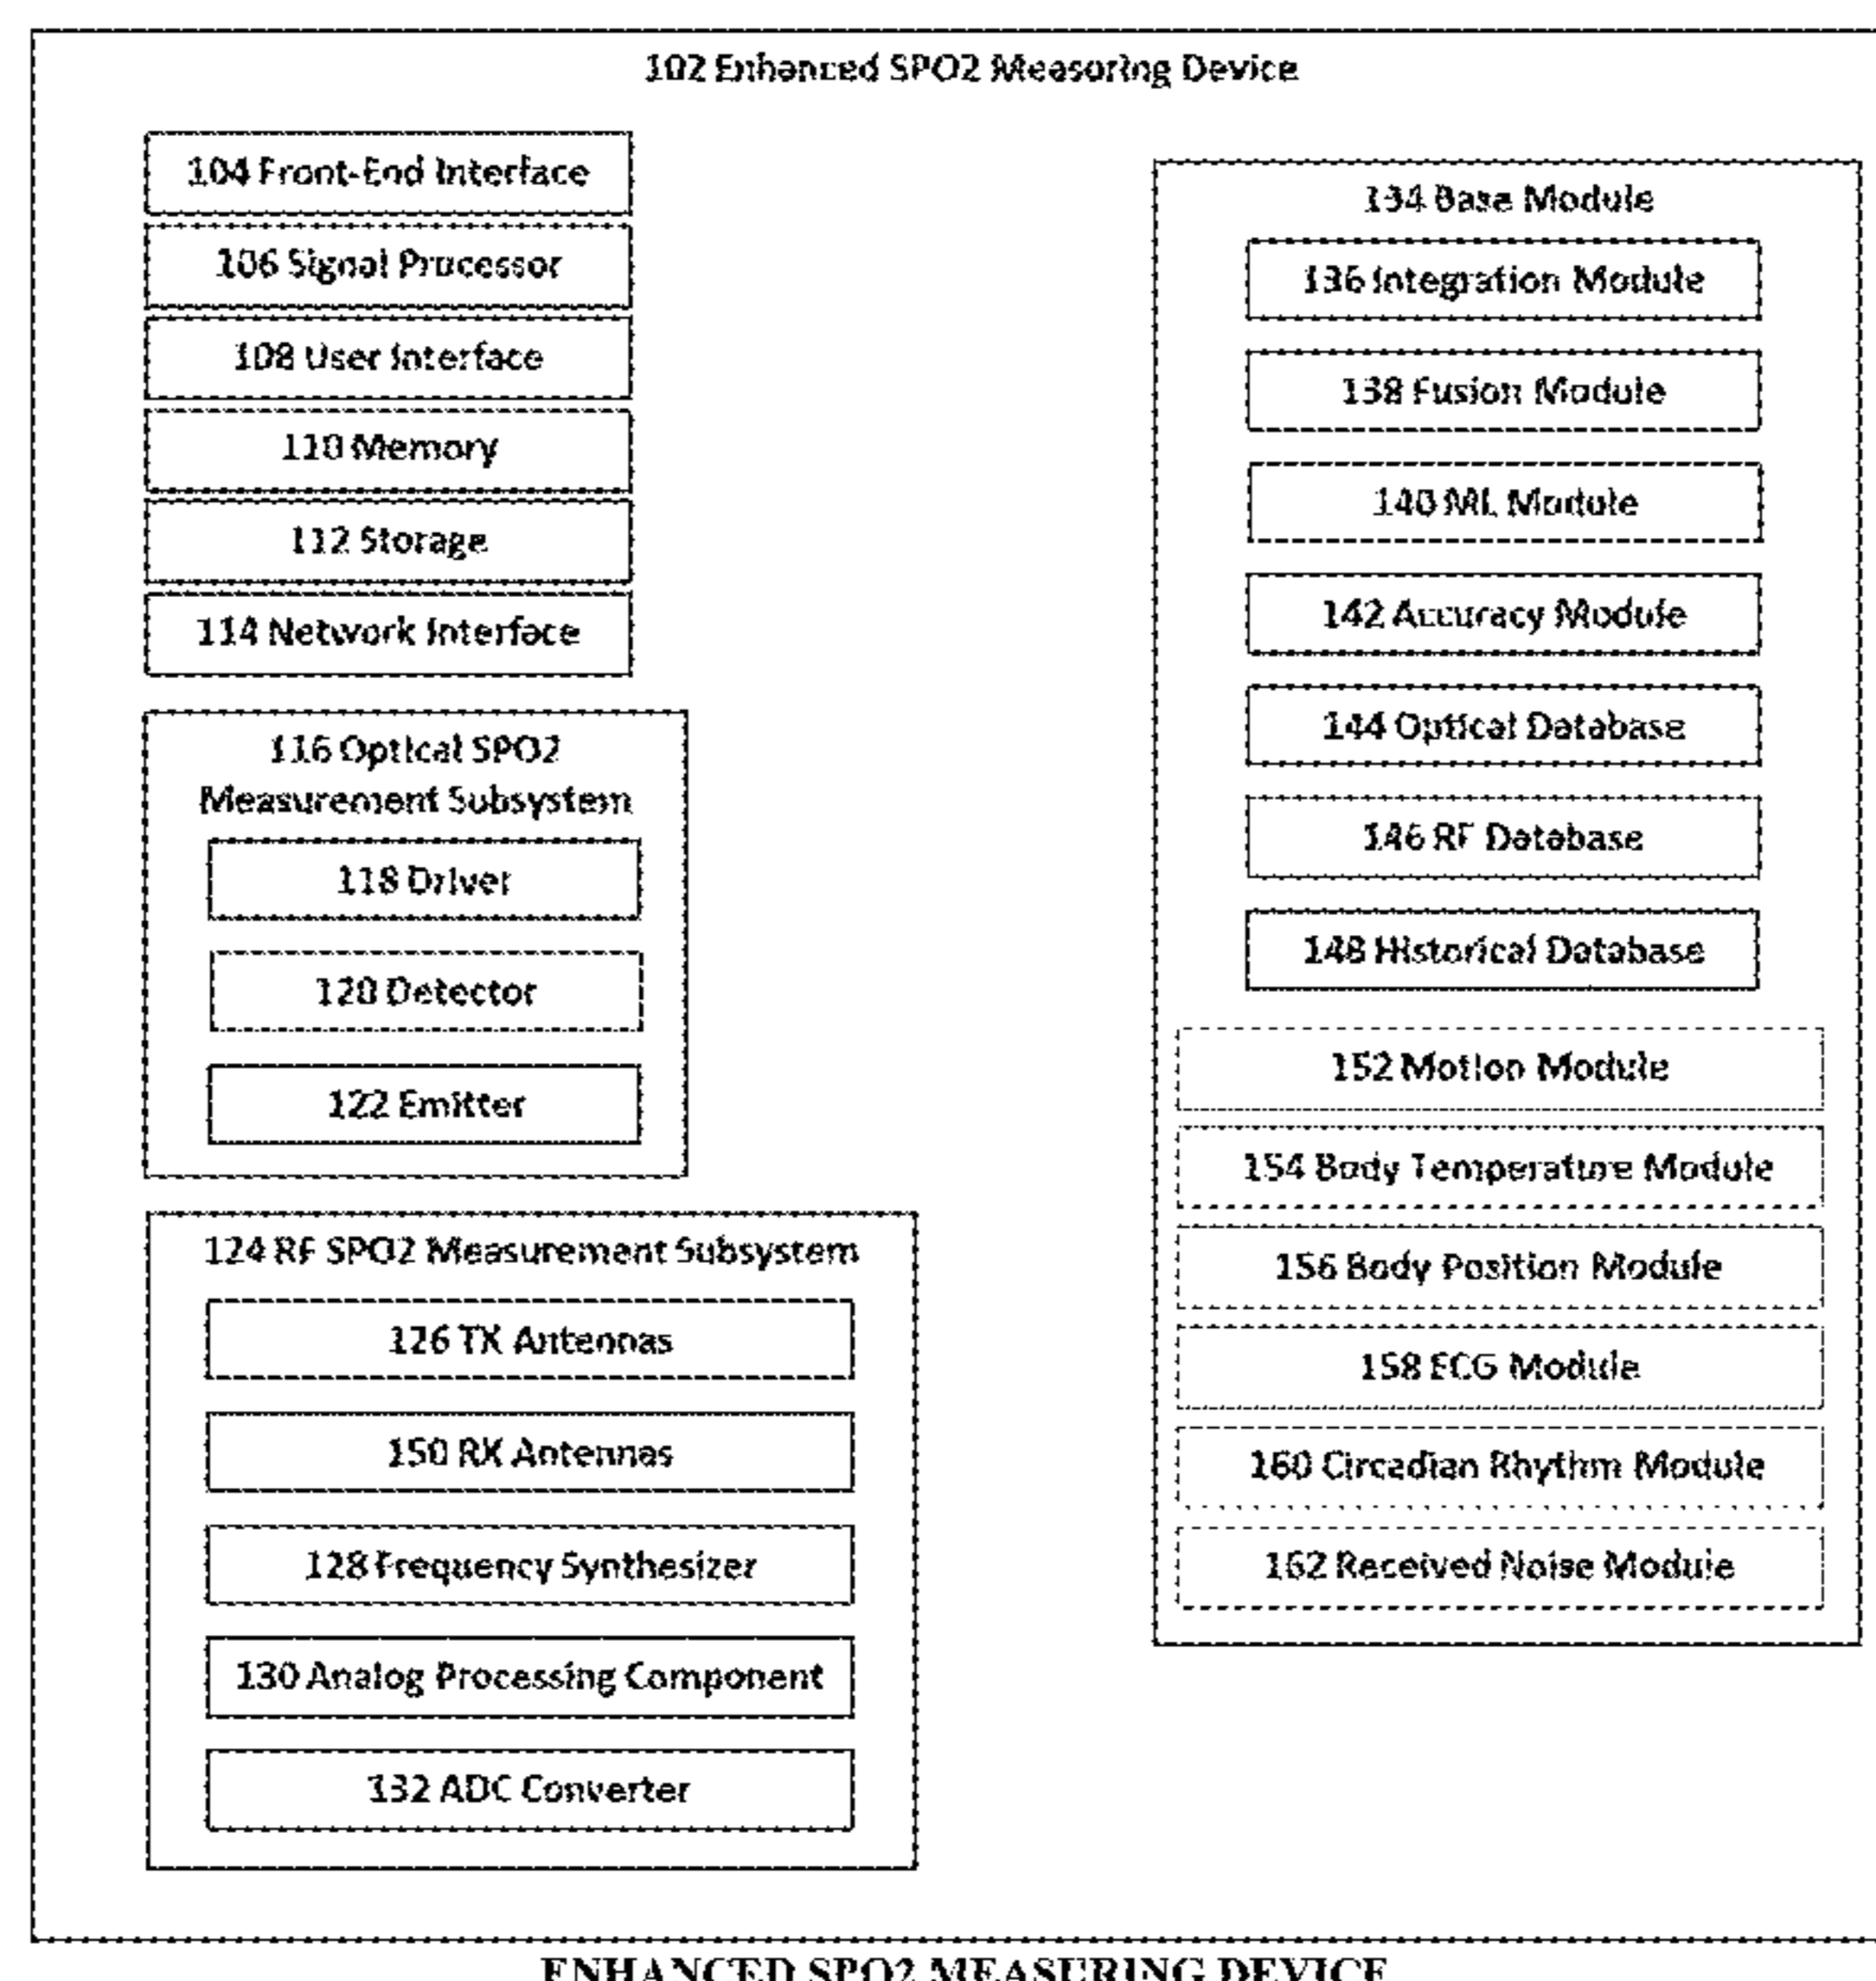 102 Enhanced SPO2 Measuring Device
104 Front-End Interface
106 Signal Processor
108 User Interface
110 Memory
112 Storage
114 Network Interface
116 Optical SPO2
Measurement Subsystem
118 Driver
120 Detector
122 Emitter
124 RF SPO2 Measurement Subsystem
126 TX Antennas
150 RX Antennas
128 Frequency Synthesizer
130 Analog Processing Component
132 ADC Converter
134 Base Module
136 Integration Module
138 Fusion Module
140 ML Module
142 Accuracy Module
144 Optical Database
146 RF Database
148 Historical Database
152 Motion Module
154 Body Temperature Module
156 Body Position Module
158 ECG Module
160 Circadian Rhythm Module
162 Received Noise Module
ENHANCED SPO2 MEASURING DEVICE